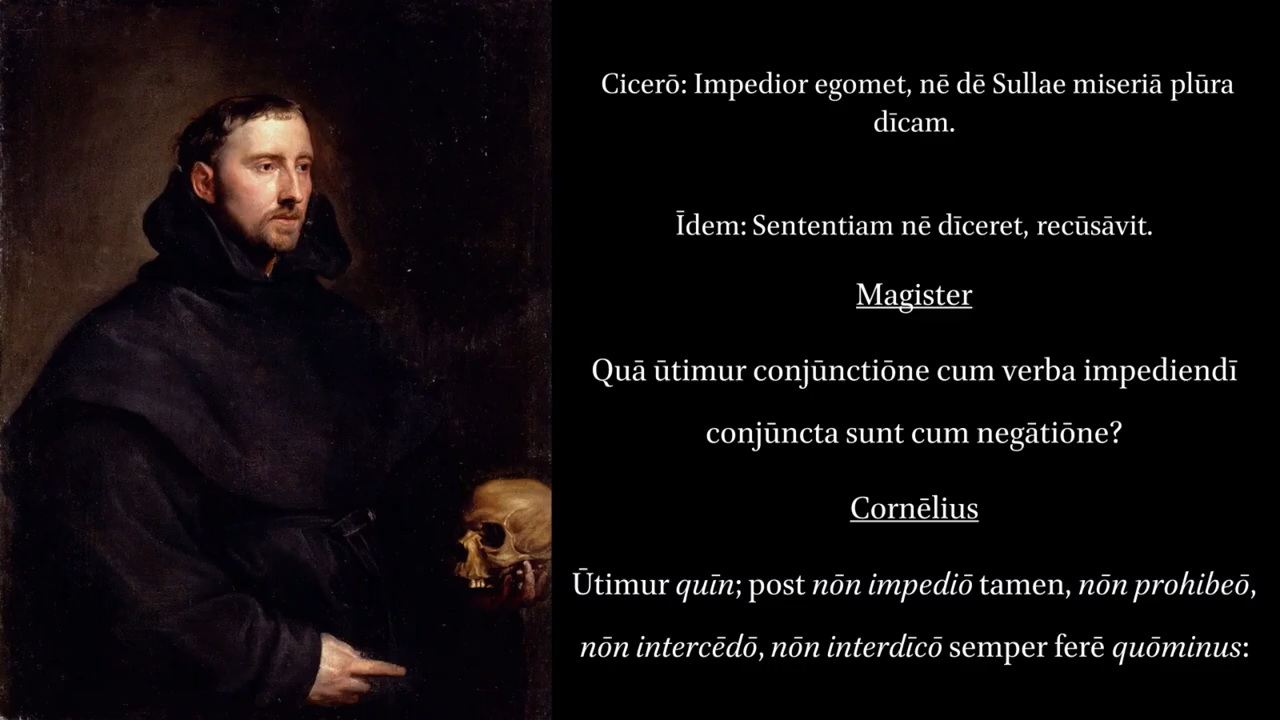 Cicerō: Impedior egomet, nē dē Sullae miseriā plūra
dīcam.
Īdem: Sententiam nē dīceret, recūsāvit.
Magister
Quā ūtimur conjūnctiōne cum verba impediendī
conjūncta sunt cum negātiōne?
Cornēlius
Ūtimur quīn; post nōn impediō tamen, nōn prohibeō,
nōn intercēdō, nōn interdīcō semper ferē quōminus: